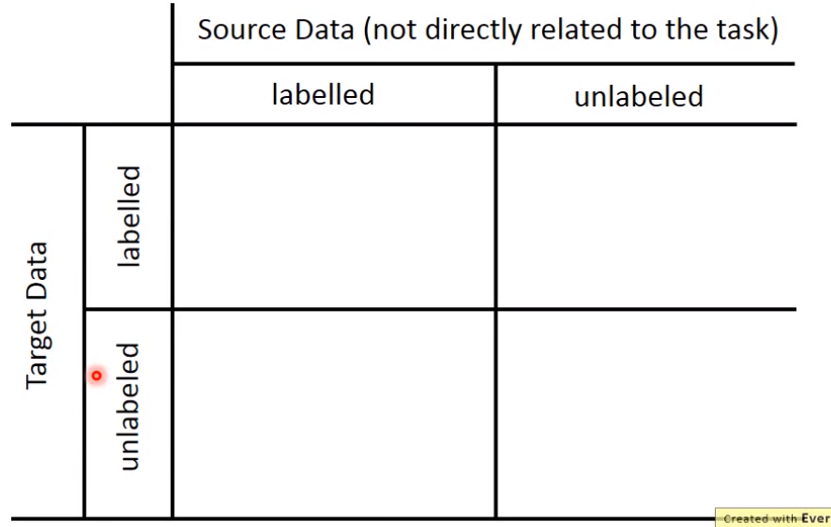 Source Data (not directly related to the task)
labelled
unlabeled
Target Data
labelled
unlabeled
Created with Ever